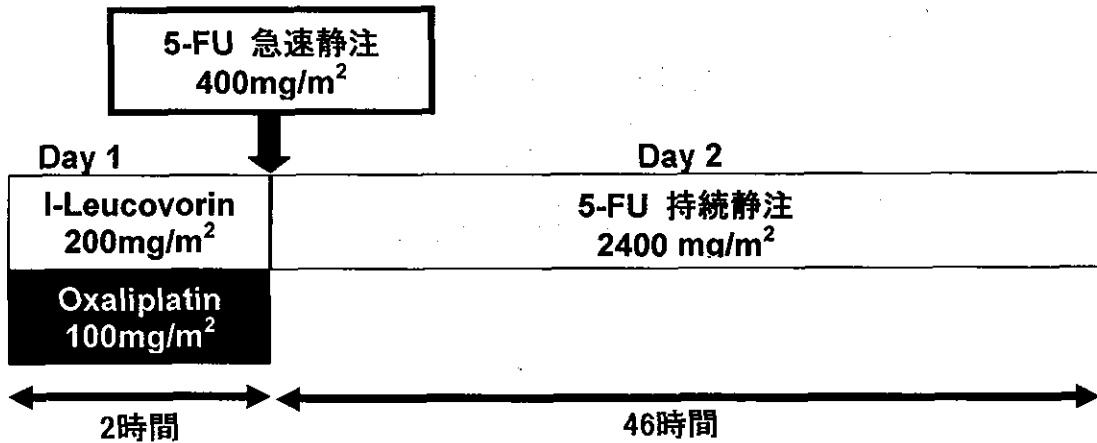 5-FU 急速静注
400mg/m²
Day 1
Day 2
l-Leucovorin
200mg/m²
5-FU 持続静注
2400 mg/m²
Oxaliplatin
100mg/m²
2時間
46時間